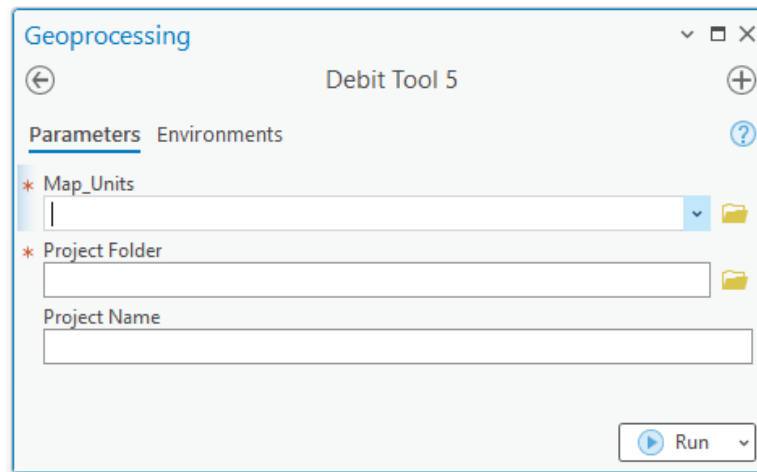 Geoprocessing
Debit Tool 5
Parameters Environments
* Map_Units
* Project Folder
Project Name
Run